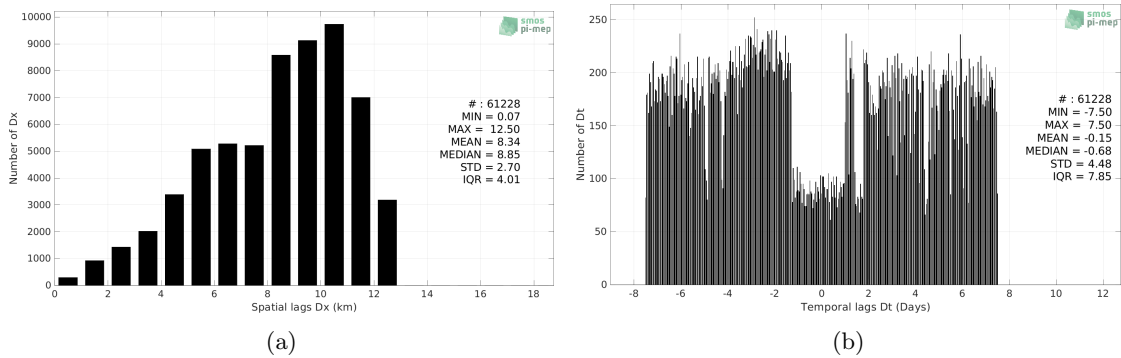 smos
pi-mep
10000
9000
8000
7000
6000
5000
4000
3000
2000
1000
0
Number of Dx
# : 61228
MIN = 0.07
MAX = 12.50
MEAN = 8.34
MEDIAN = 8.85
STD = 2.70
IQR = 4.01
0 2 4 6 8 10 12 14 16 18
Spatial lags Dx (km)
(a)
smos
pi-mep
250
200
150
100
50
0
Number of Dt
# : 61228
MIN = -7.50
MAX = 7.50
MEAN = -0.15
MEDIAN = -0.68
STD = 4.48
IQR = 7.85
-8 -6 -4 -2 0 2 4 6 8 10 12
Temporal lags Dt (Days)
(b)